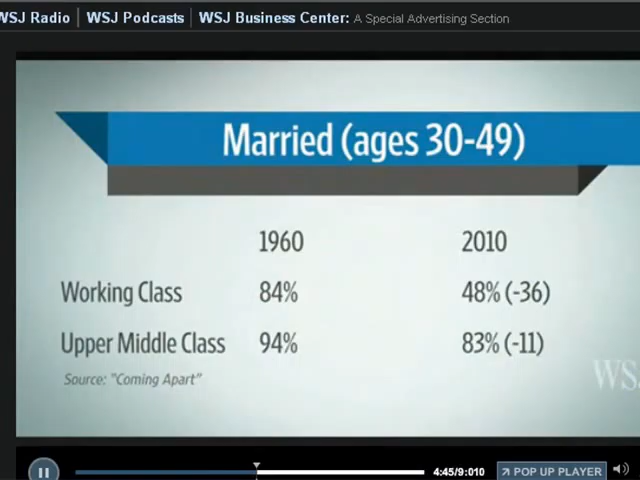 WSJ Radio | WSJ Podcasts | WSJ Business Center: A Special Advertising Section
Married (ages 30-49)
1960 2010
Working Class 84% 48% (-36)
Upper Middle Class 94% 83% (-11)
Source: "Coming Apart"
WSJ
4:45/9:010 POP UP PLAYER